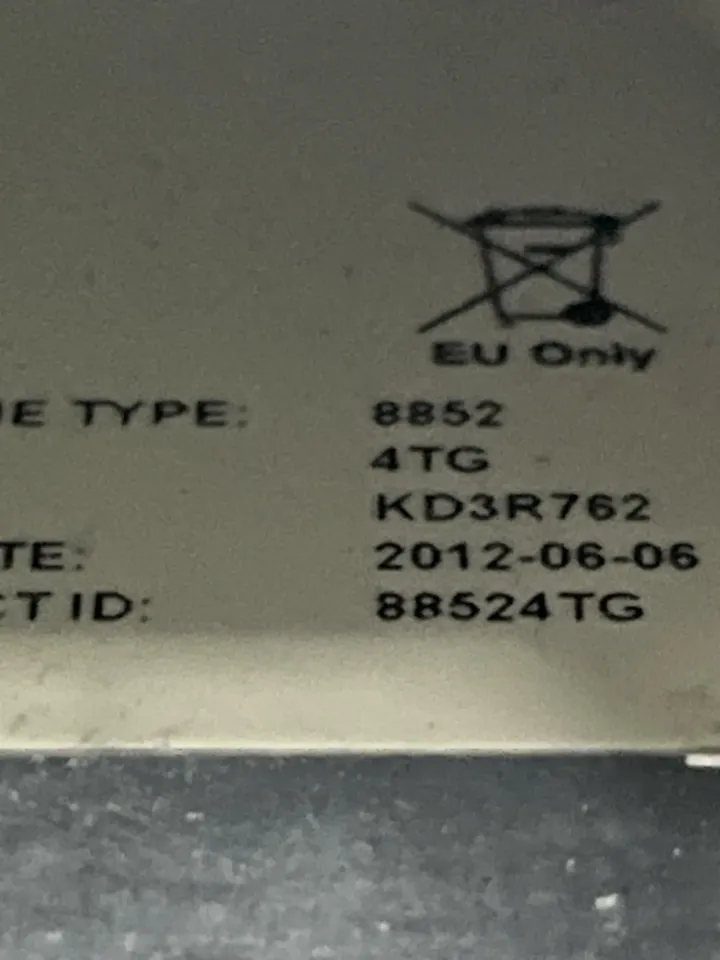 EU Only
E TYPE: 8852
4TG
KD3R762
TE: 2012-06-06
CT ID: 88524TG